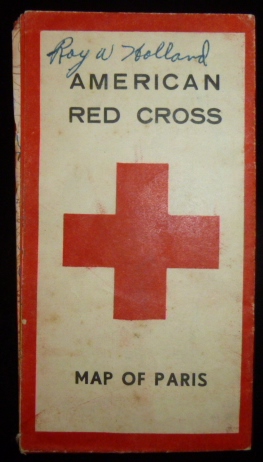 Roy W Holland
AMERICAN
RED CROSS
MAP OF PARIS